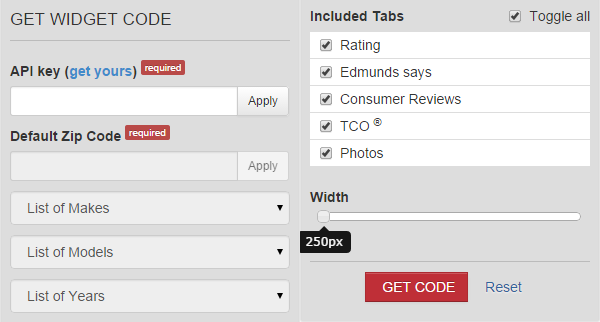 GET WIDGET CODE
API key (get yours) required
Apply
Default Zip Code required
Apply
List of Makes
List of Models
List of Years
Included Tabs
Toggle all
Rating
Edmunds says
Consumer Reviews
TCO ®
Photos
Width
250px
GET CODE
Reset